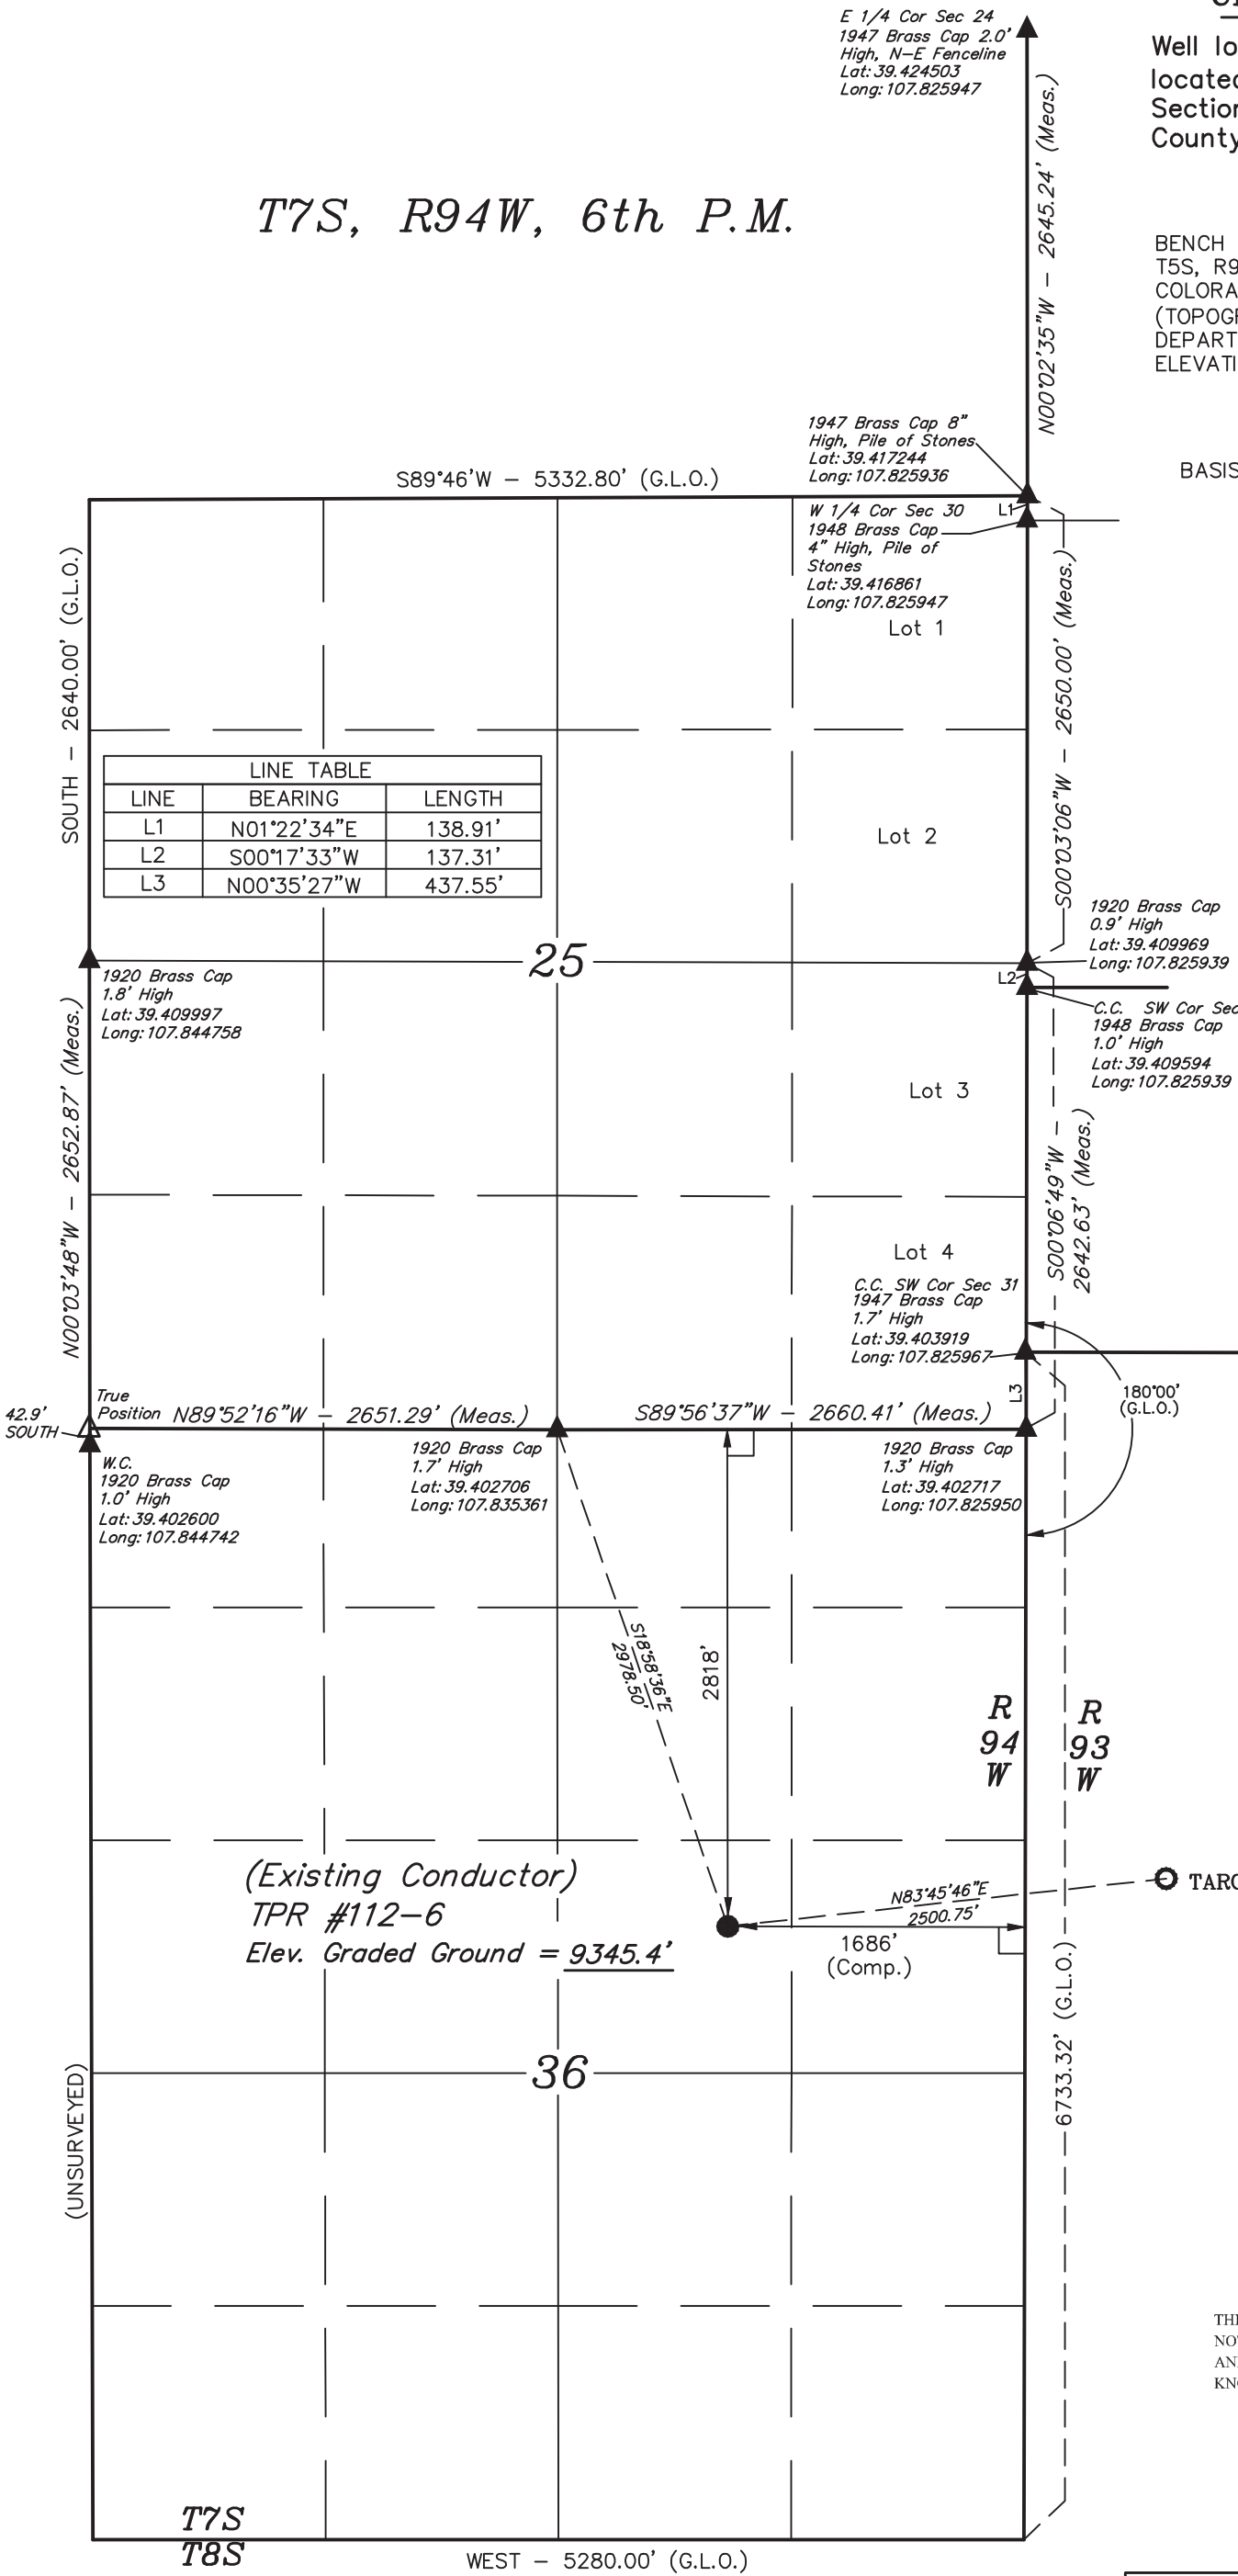 E 1/4 Cor Sec 24
1947 Brass Cap 2.0'
High, N-E Fenceline
Lat: 39.424503
Long: 107.825947
Well
located
Section
County
T7S, R94W, 6th P.M.
N00°02'35"W - 2645.24' (Meas.)
BENCH
T5S,
ELEVATI
BASIS
1947 Brass Cap 8"
High, Pile of Stones
Lat: 39.417244
Long: 107.825936
S89°46'W - 5332.80' (G.L.O.)
L1
W 1/4 Cor Sec 30
1948 Brass Cap
4" High, Pile of
Stones
Lat: 39.416861
Long: 107.825947
Lot 1
SOUTH - 2640.00' (G.L.O.)
S00°03'06"W - 2650.00' (Meas.)
LINE TABLE
LINE BEARING LENGTH
L1 N01°22'34"E 138.91'
L2 S00°17'33"W 137.31'
L3 N00°35'27"W 437.55'
Lot 2
25
1920 Brass Cap
0.9' High
Lat: 39.409969
Long: 107.825939
1920 Brass Cap
1.8' High
Lat: 39.409997
Long: 107.844758
L2
C.C. SW Cor Sec
1948 Brass Cap
1.0' High
Lat: 39.409594
Long: 107.825939
Lot 3
N00°03'48"W - 2652.87' (Meas.)
S00°06'49"W -
2642.63' (Meas.)
Lot 4
C.C. SW Cor Sec 31
1947 Brass Cap
1.7' High
Lat: 39.403919
Long: 107.825967
L3
180°00'
(G.L.O.)
True
Position
42.9'
SOUTH
N89°52'16"W - 2651.29' (Meas.)
S89°56'37"W - 2660.41' (Meas.)
W.C.
1920 Brass Cap
1.0' High
Lat: 39.402600
Long: 107.844742
1920 Brass Cap
1.7' High
Lat: 39.402706
Long: 107.835361
1920 Brass Cap
1.3' High
Lat: 39.402717
Long: 107.825950
S18°58'36"E
2978.50'
2818'
R
94
W
R
93
W
(Existing Conductor)
TPR #112-6
Elev. Graded Ground = 9345.4'
N83°45'46"E
2500.75'
TARG
1686'
(Comp.)
6733.32' (G.L.O.)
36
(UNSURVEYED)
T7S
T8S
WEST - 5280.00' (G.L.O.)